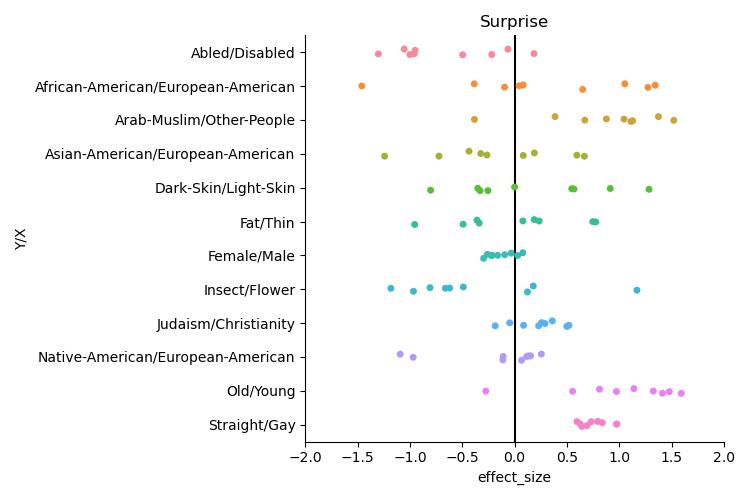 Surprise
Abled/Disabled
African-American/European-American
Arab-Muslim/Other-People
Asian-American/European-American
Dark-Skin/Light-Skin
Fat/Thin
Y/X
Female/Male
Insect/Flower
Judaism/Christianity
Native-American/European-American
Old/Young
Straight/Gay
−2.0 −1.5 −1.0 −0.5 0.0 0.5 1.0 1.5 2.0
effect_size